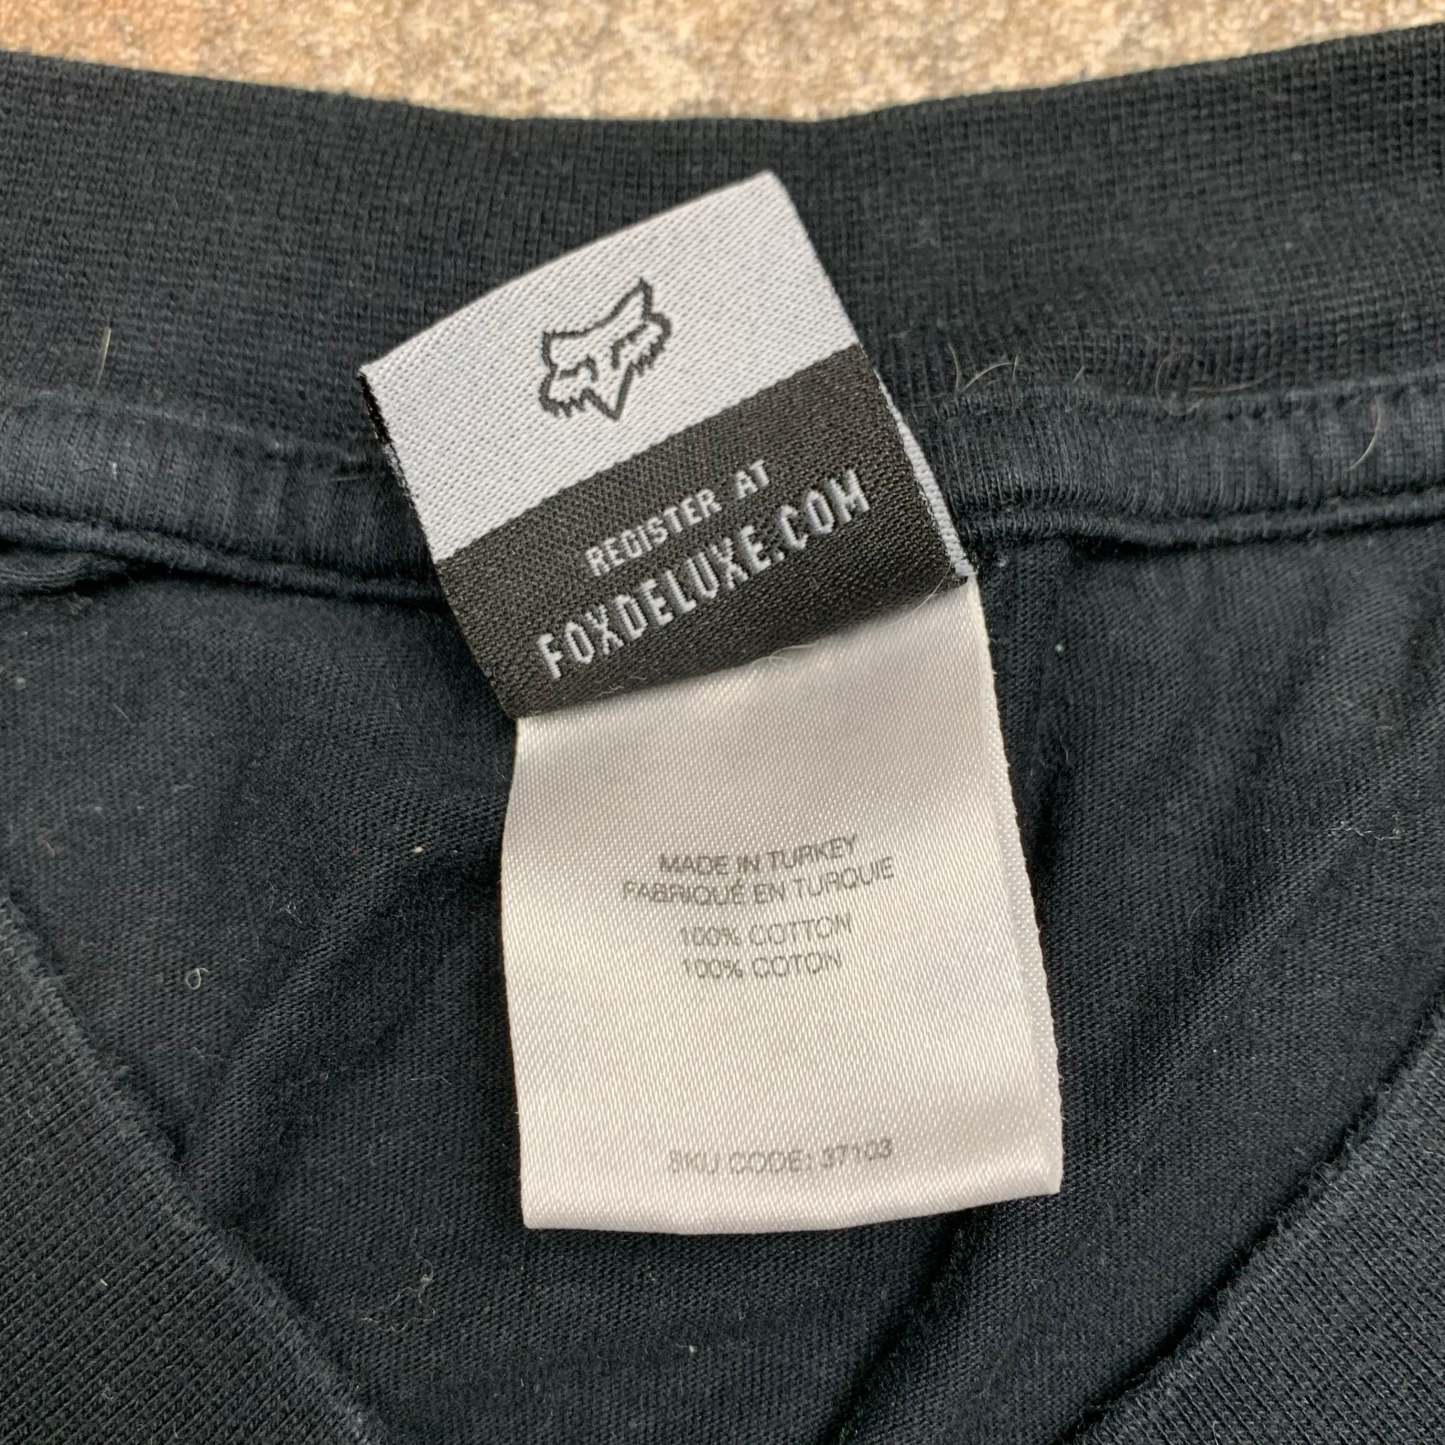 REGISTER AT
FOXDELUXE.COM
MADE IN TURKEY
FABRIQUÉ EN TURQUIE
100% COTTON
100% COTON
SKU CODE: 37103